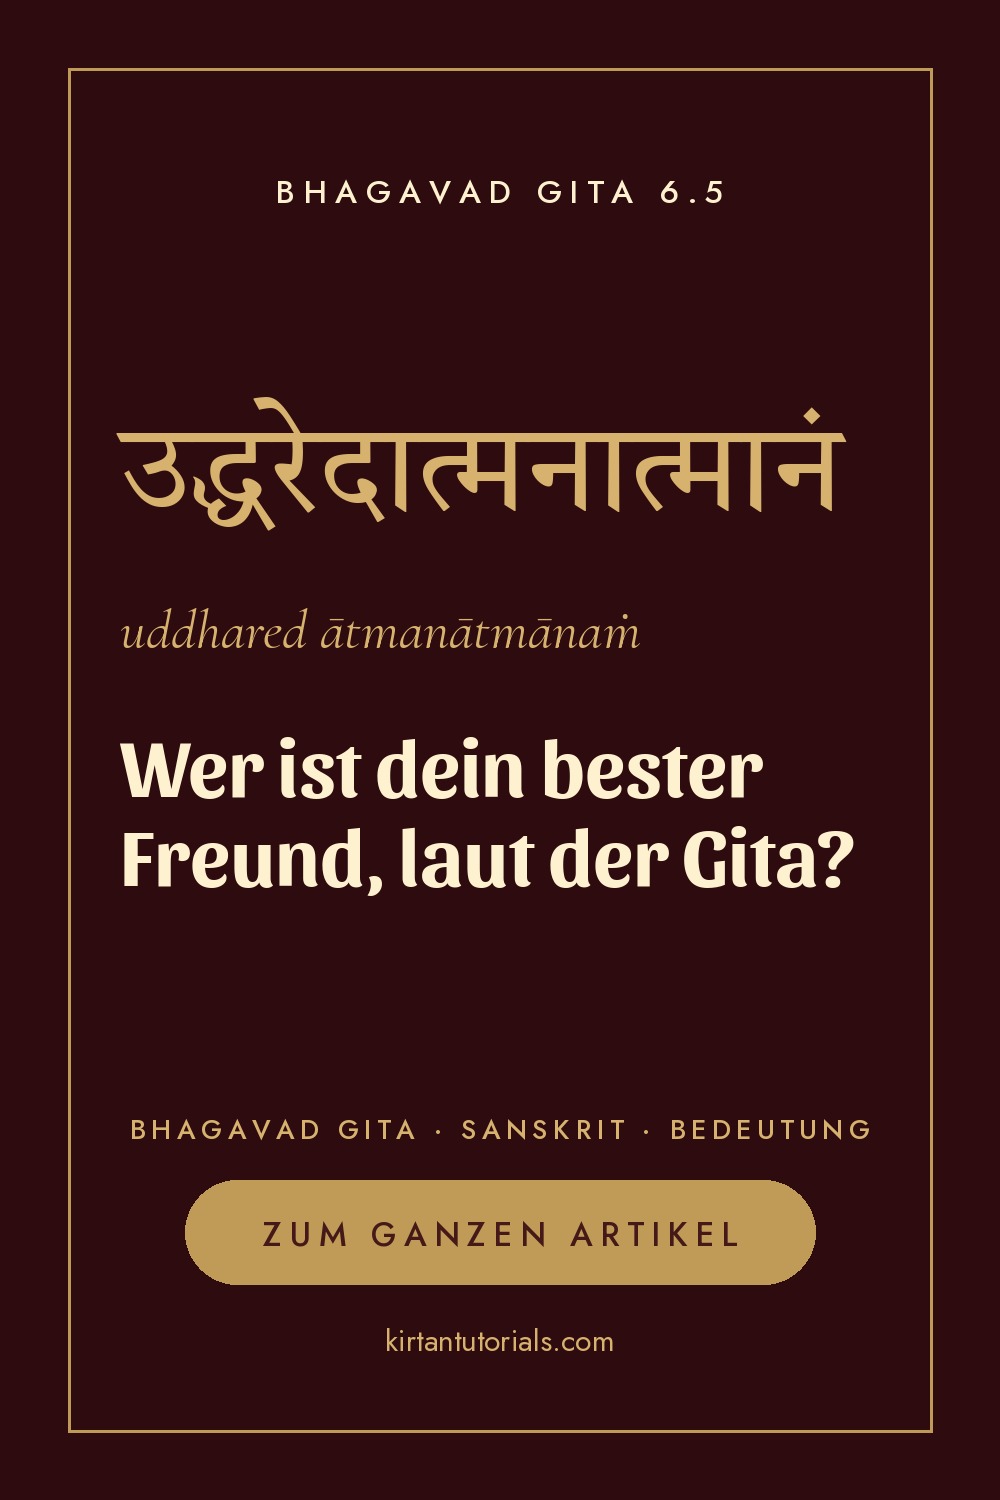 BHAGAVAD GITA 6.5
उद्धरेदात्मनात्मानं
uddhared ātmanātmānaṁ
Wer ist dein bester
Freund, laut der Gita?
BHAGAVAD GITA · SANSKRIT · BEDEUTUNG
ZUM GANZEN ARTIKEL
kirtantutorials.com